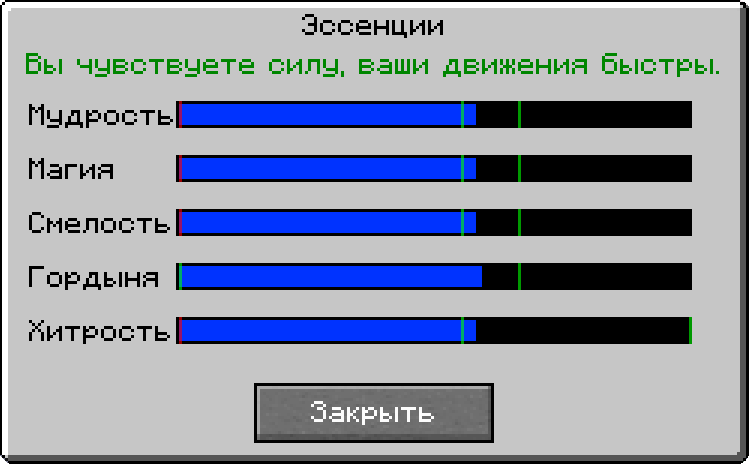 Эссенции
Вы чувствуете силу, ваши движения быстры.
Мудрость
Магия
Смелость
Гордыня
Хитрость
Закрыть